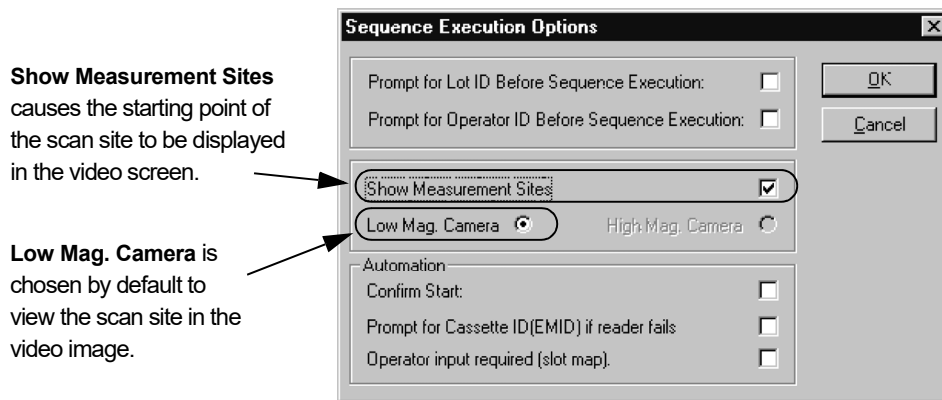 Show Measurement Sites
causes the starting point of
the scan site to be displayed
in the video screen.
Low Mag. Camera is
chosen by default to
view the scan site in the
video image.
Sequence Execution Options
Prompt for Lot ID Before Sequence Execution:
Prompt for Operator ID Before Sequence Execution:
OK
Cancel
Show Measurement Sites
Low Mag. Camera
High Mag. Camera
Automation
Confirm Start:
Prompt for Cassette ID(EMID) if reader fails
Operator input required (slot map).